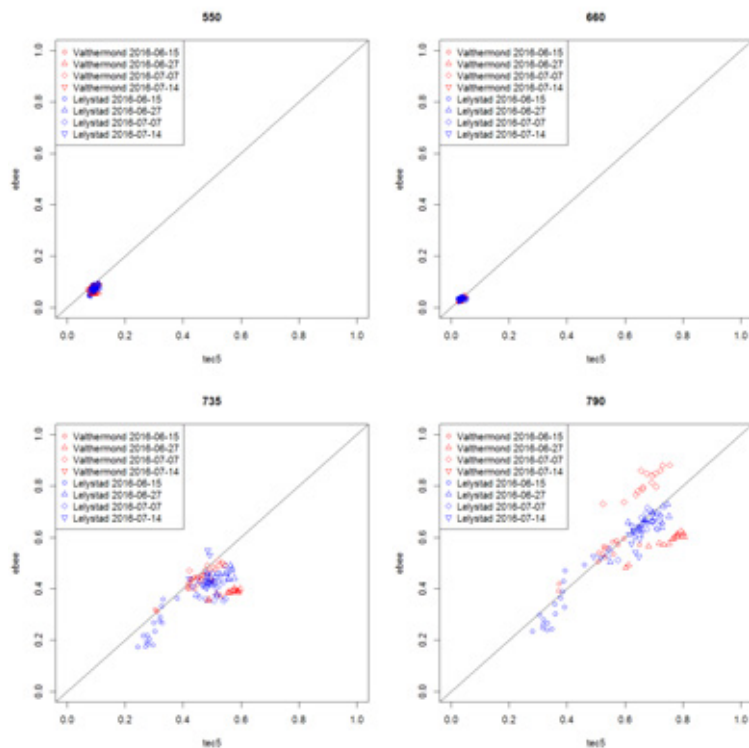 550
1.0
0.8
0.6
0.4
0.2
0.0
ebee
Valthermond 2016-06-15
Valthermond 2016-06-27
Valthermond 2016-07-07
Valthermond 2016-07-14
Lelystad 2016-06-15
Lelystad 2016-06-27
Lelystad 2016-07-07
Lelystad 2016-07-14
0.0 0.2 0.4 0.6 0.8 1.0
tec5
660
1.0
0.8
0.6
0.4
0.2
0.0
ebee
Valthermond 2016-06-15
Valthermond 2016-06-27
Valthermond 2016-07-07
Valthermond 2016-07-14
Lelystad 2016-06-15
Lelystad 2016-06-27
Lelystad 2016-07-07
Lelystad 2016-07-14
0.0 0.2 0.4 0.6 0.8 1.0
tec5
735
1.0
0.8
0.6
0.4
0.2
0.0
ebee
Valthermond 2016-06-15
Valthermond 2016-06-27
Valthermond 2016-07-07
Valthermond 2016-07-14
Lelystad 2016-06-15
Lelystad 2016-06-27
Lelystad 2016-07-07
Lelystad 2016-07-14
0.0 0.2 0.4 0.6 0.8 1.0
tec5
790
1.0
0.8
0.6
0.4
0.2
0.0
ebee
Valthermond 2016-06-15
Valthermond 2016-06-27
Valthermond 2016-07-07
Valthermond 2016-07-14
Lelystad 2016-06-15
Lelystad 2016-06-27
Lelystad 2016-07-07
Lelystad 2016-07-14
0.0 0.2 0.4 0.6 0.8 1.0
tec5